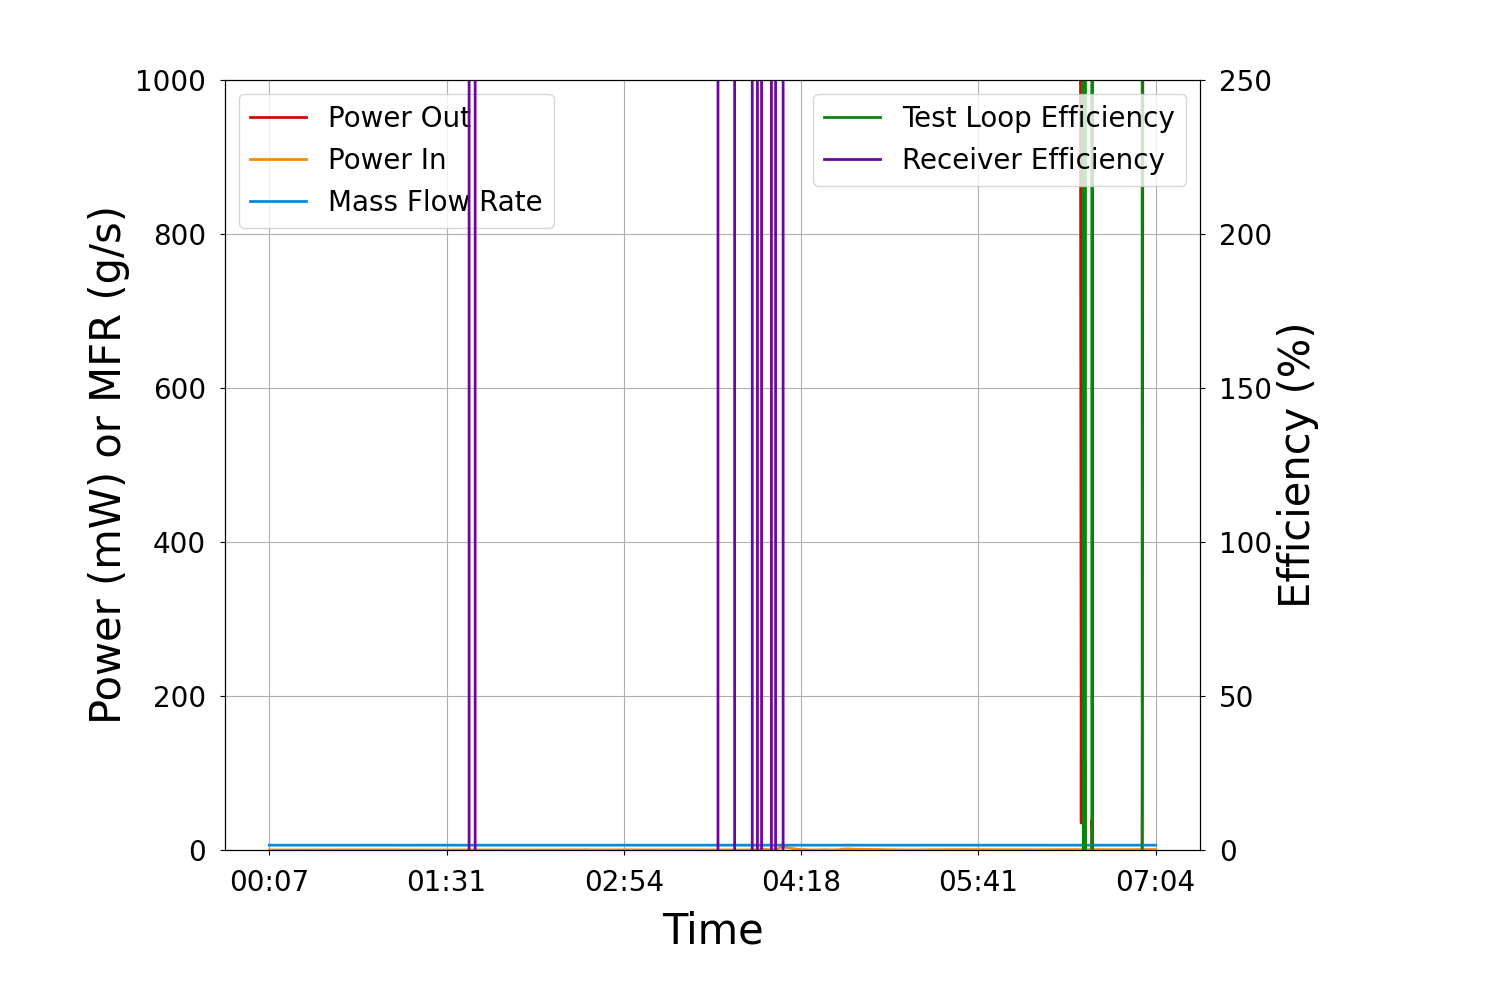 1000
800
600
400
200
0
Power (mW) or MFR (g/s)
Power Out
Power In
Mass Flow Rate
Test Loop Efficiency
Receiver Efficiency
250
200
150
100
50
0
Efficiency (%)
00:07 01:31 02:54 04:18 05:41 07:04
Time